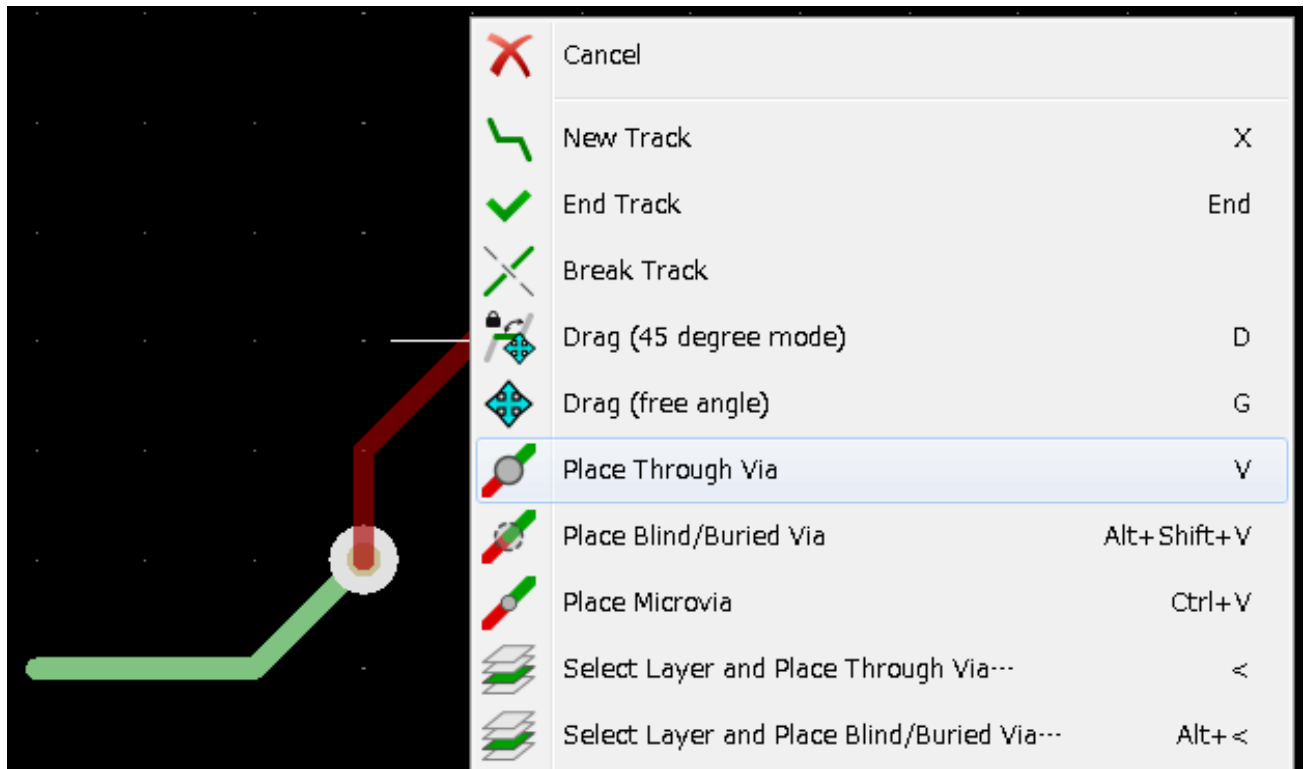 Cancel
New Track X
End Track End
Break Track
Drag (45 degree mode) D
Drag (free angle) G
Place Through Via V
Place Blind/Buried Via Alt+Shift+V
Place Microvia Ctrl+V
Select Layer and Place Through Via··· <
Select Layer and Place Blind/Buried Via··· Alt+<